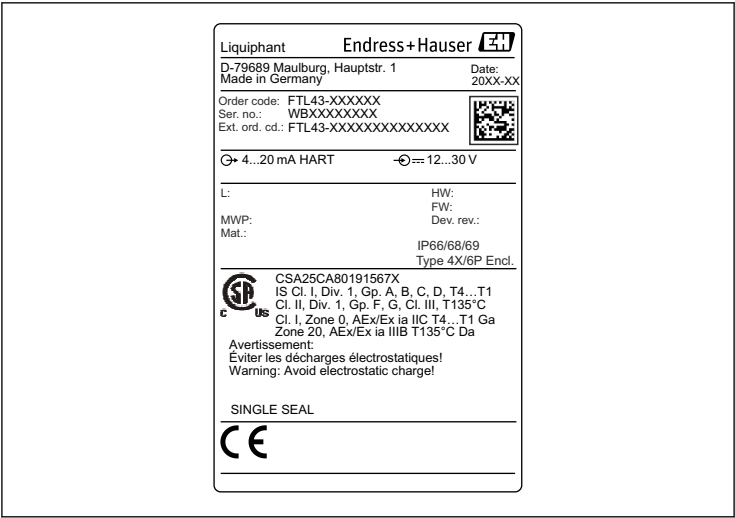 Liquiphant Endress+Hauser EH
D-79689 Maulburg, Hauptstr. 1
Made in Germany
Date:
20XX-XX
Order code: FTL43-XXXXXX
Ser. no.: WBXXXXXXXX
Ext. ord. cd.: FTL43-XXXXXXXXXXXXXX
4...20 mA HART 12...30 V
L: HW:
FW:
MWP: Dev. rev.:
Mat.:
IP66/68/69
Type 4X/6P Encl.
CSA25CA80191567X
IS Cl. I, Div. 1, Gp. A, B, C, D, T4…T1
Cl. II, Div. 1, Gp. F, G, Cl. III, T135°C
Cl. I, Zone 0, AEx/Ex ia IIC T4…T1 Ga
Zone 20, AEx/Ex ia IIIB T135°C Da
SP
C US
Avertissement:
Éviter les décharges électrostatiques!
Warning: Avoid electrostatic charge!
SINGLE SEAL
CE